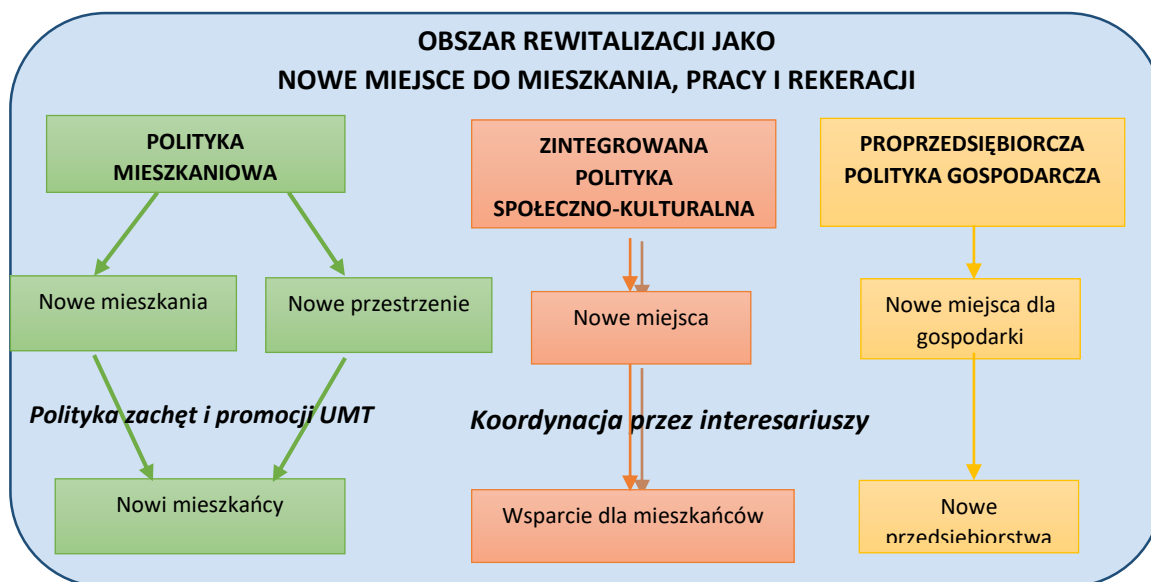 OBSZAR REWITALIZACJI JAKO
NOWE MIEJSCE DO MIESZKANIA, PRACY I REKERACJI
POLITYKA
MIESZKANIOWA
ZINTEGROWANA
POLITYKA
SPOŁECZNO-KULTURALNA
PROPRZEDSIĘBIORCZA
POLITYKA GOSPODARCZA
Nowe mieszkania
Nowe przestrzenie
Nowe miejsca
Nowe miejsca dla
gospodarki
Polityka zachęt i promocji UMT
Koordynacja przez interesariuszy
Nowi mieszkańcy
Wsparcie dla mieszkańców
Nowe
przedsiębiorstwa